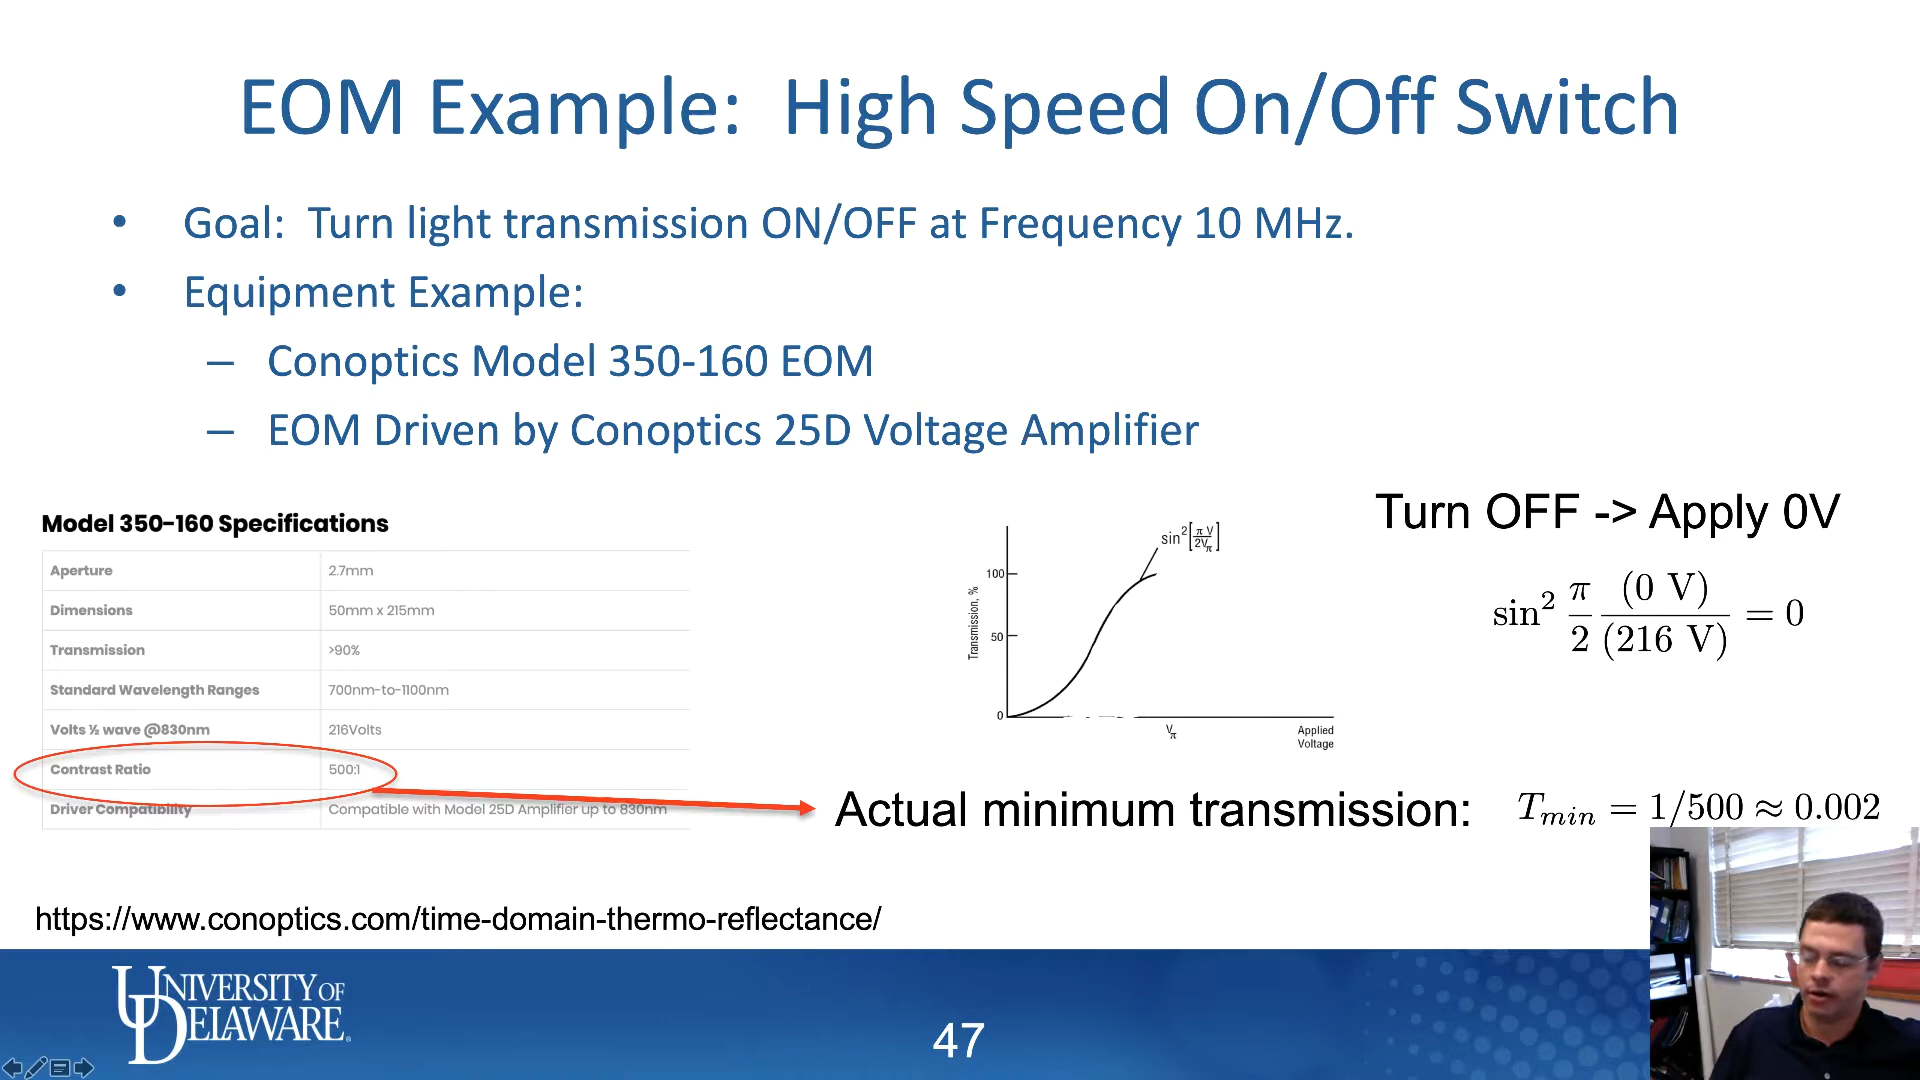 EOM Example: High Speed On/Off Switch
• Goal: Turn light transmission ON/OFF at Frequency 10 MHz.
• Equipment Example:
– Conoptics Model 350-160 EOM
– EOM Driven by Conoptics 25D Voltage Amplifier
Model 350-160 Specifications
Aperture 2.7mm
Dimensions 50mm x 215mm
Transmission >90%
Standard Wavelength Ranges 700nm-to-1100nm
Volts ½ wave @830nm 216Volts
Contrast Ratio 500:1
Driver Compatibility Compatible with Model 25D Amplifier up to 830nm
sin²[π V / 2Vπ]
100
50
0
Transmission, %
Vπ
Applied
Voltage
Turn OFF -> Apply 0V
sin² π/2 (0 V)/(216 V) = 0
Actual minimum transmission: T_min = 1/500 ≈ 0.002
https://www.conoptics.com/time-domain-thermo-reflectance/
UNIVERSITY OF
DELAWARE.
47